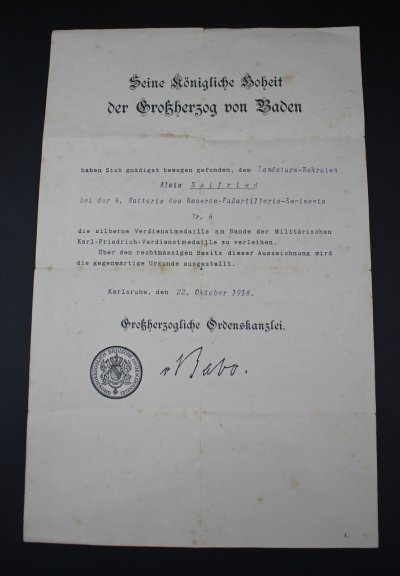 Seine Königliche Hoheit
der Großherzog von Baden
haben Sich gnädigst bewogen gefunden, dem Landsturm-Rekruten
Alois Seifried
bei der 4. Batterie des Reserve-Fußartillerie-Regiments
Nr. 6
die silberne Verdienstmedaille am Bande der Militärischen
Karl-Friedrich-Verdienstmedaille zu verleihen.
Über den rechtmässigen Besitz dieser Auszeichnung wird
die gegenwärtige Urkunde ausgestellt.
Karlsruhe, den 22. Oktober 1918.
Großherzogliche Ordenskanzlei.
v Babo.
1.